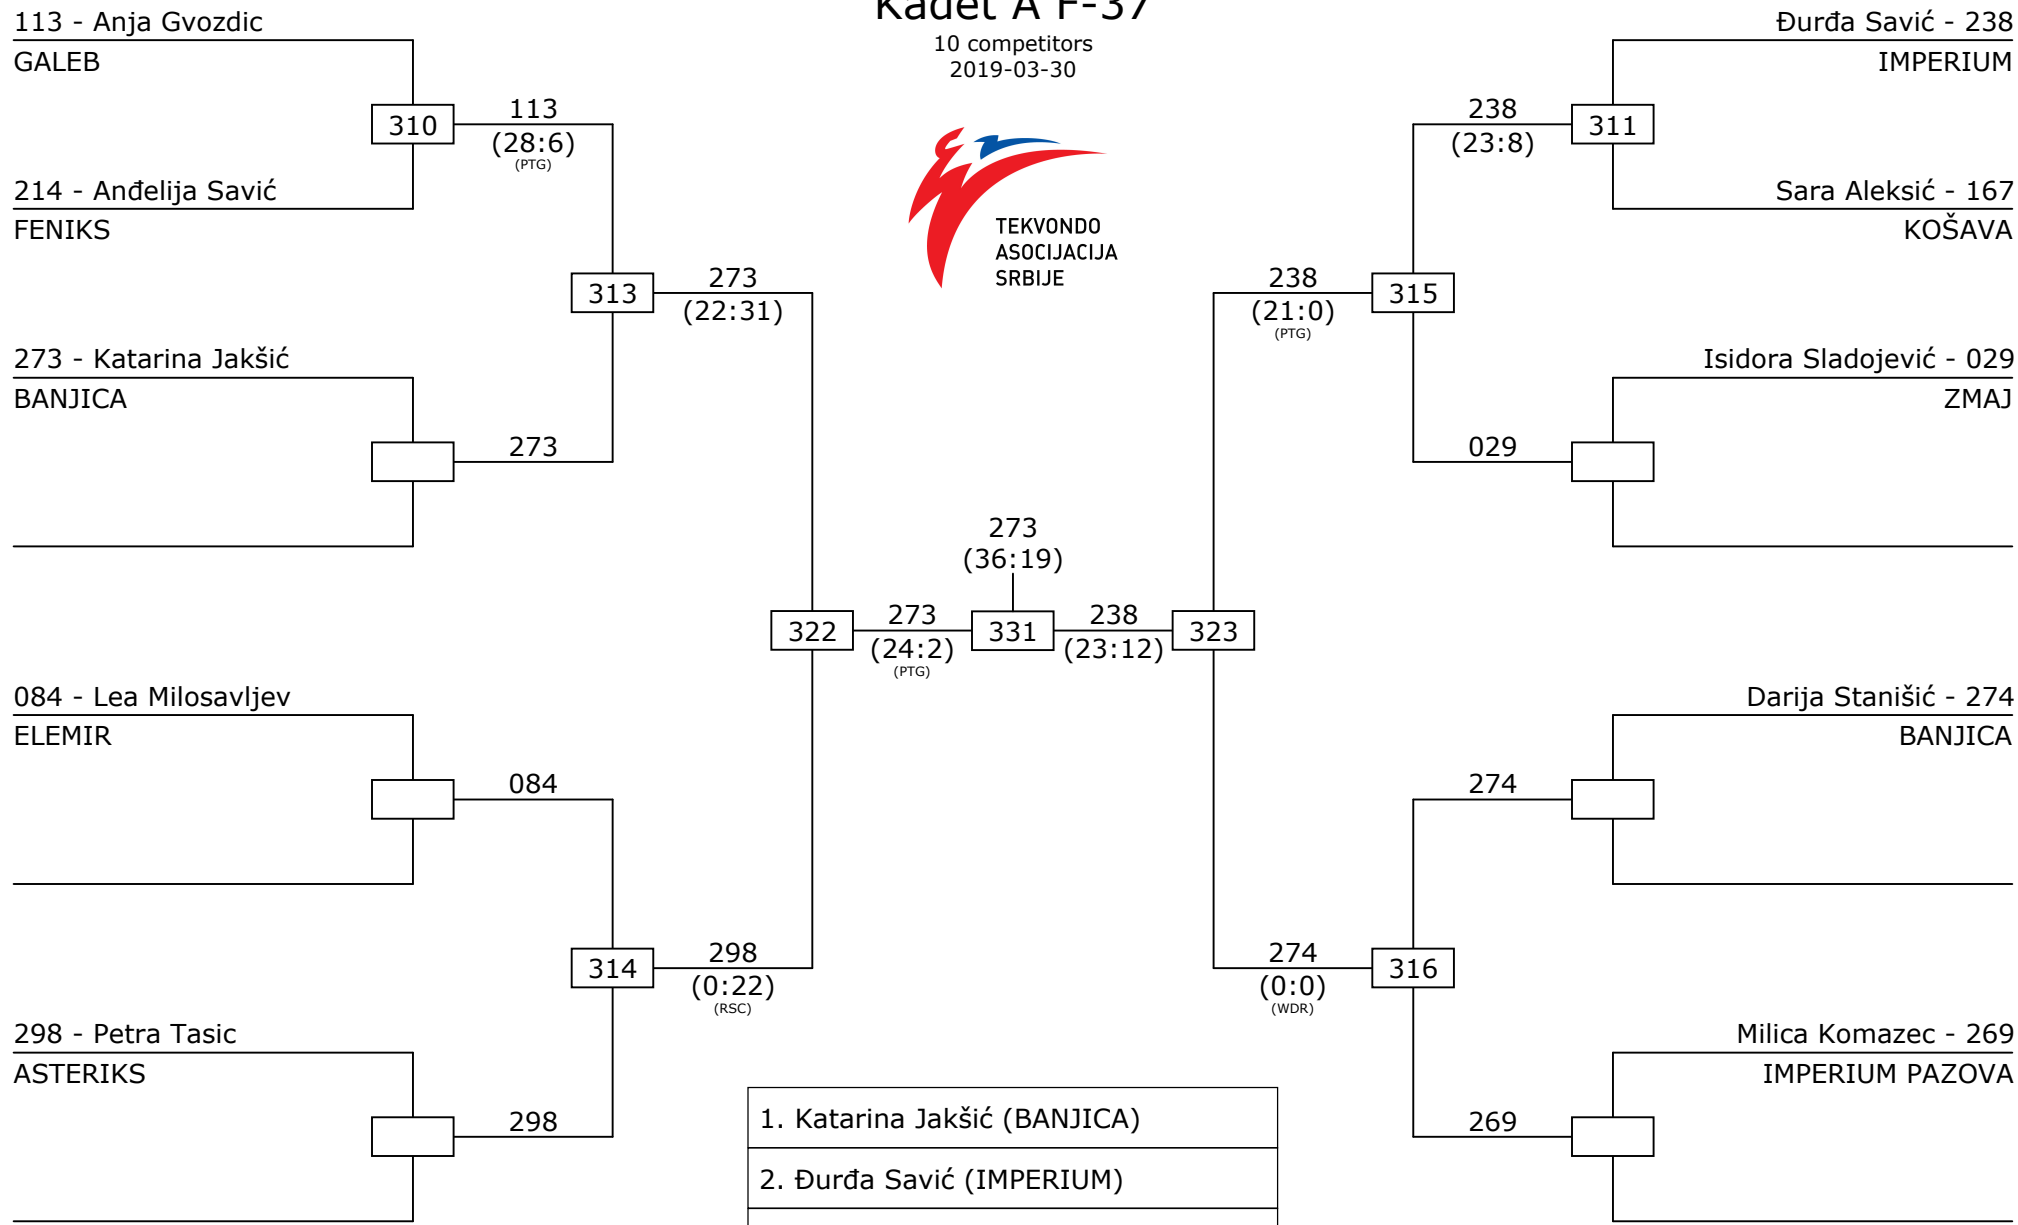 Kadet A F-37
10 competitors
2019-03-30
TEKVONDO
ASOCIJACIJA
SRBIJE
113 - Anja Gvozdic
GALEB
310
113
(28:6)
(PTG)
214 - Anđelija Savić
FENIKS
313
273
(22:31)
273 - Katarina Jakšić
BANJICA
273
084 - Lea Milosavljev
ELEMIR
084
314
298
(0:22)
(RSC)
298 - Petra Tasic
ASTERIKS
298
322
273
(24:2)
(PTG)
273
(36:19)
331
238
(23:12)
323
Đurđa Savić - 238
IMPERIUM
238
(23:8)
311
Sara Aleksić - 167
KOŠAVA
238
(21:0)
(PTG)
315
Isidora Sladojević - 029
ZMAJ
029
Darija Stanišić - 274
BANJICA
274
274
(0:0)
(WDR)
316
Milica Komazec - 269
IMPERIUM PAZOVA
269
1. Katarina Jakšić (BANJICA)
2. Đurđa Savić (IMPERIUM)